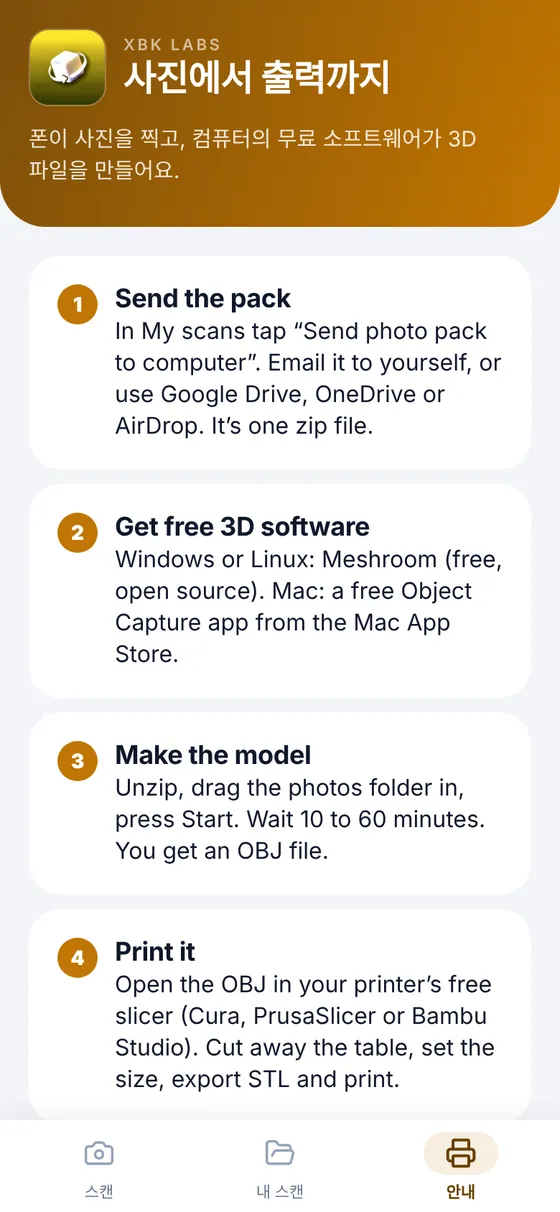 XBK LABS
사진에서 출력까지
폰이 사진을 찍고, 컴퓨터의 무료 소프트웨어가 3D
파일을 만들어요.
1
Send the pack
In My scans tap “Send photo pack
to computer”. Email it to yourself, or
use Google Drive, OneDrive or
AirDrop. It’s one zip file.
2
Get free 3D software
Windows or Linux: Meshroom (free,
open source). Mac: a free Object
Capture app from the Mac App
Store.
3
Make the model
Unzip, drag the photos folder in,
press Start. Wait 10 to 60 minutes.
You get an OBJ file.
4
Print it
Open the OBJ in your printer’s free
slicer (Cura, PrusaSlicer or Bambu
Studio). Cut away the table, set the
size, export STL and print.
스캔
내 스캔
안내